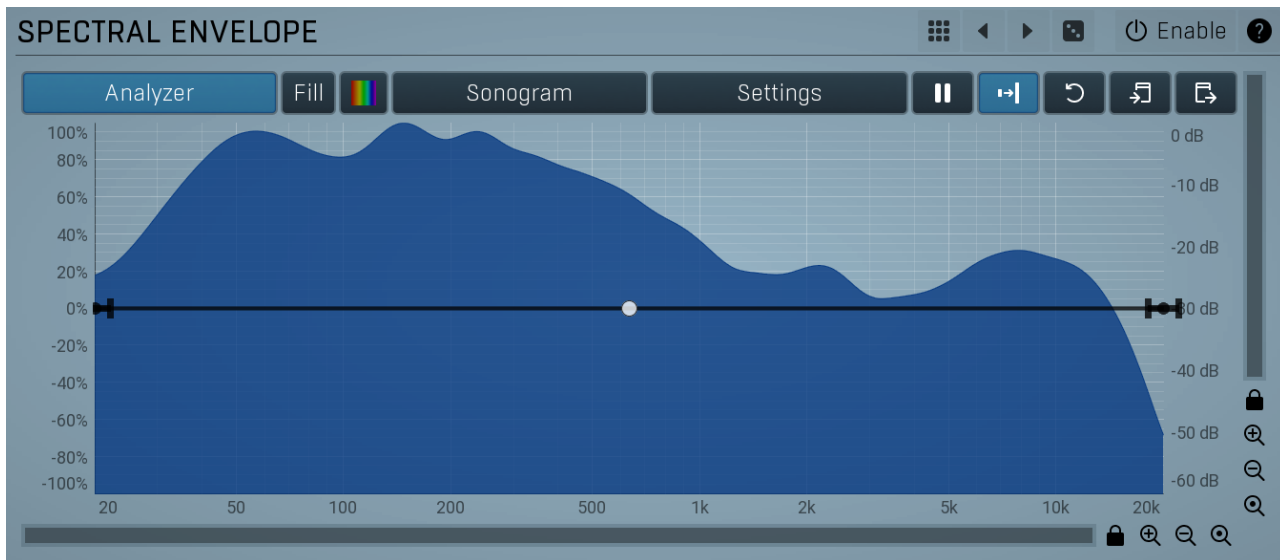 SPECTRAL ENVELOPE Enable ?
Analyzer Fill Sonogram Settings
100% 0 dB
80% -10 dB
60%
40% -20 dB
20%
0% 30 dB
-20%
-40% -40 dB
-60% -50 dB
-80%
-100% -60 dB
20 50 100 200 500 1k 2k 5k 10k 20k